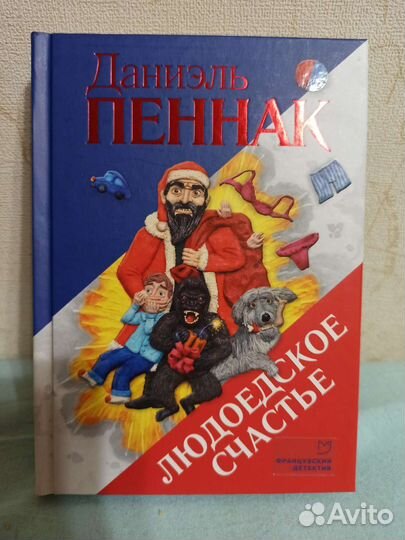 Даниэль
ПЕННАК
ЛЮДОЕДСКОЕ
СЧАСТЬЕ
ФРАНЦУЗСКИЙ
ДЕТЕКТИВ
Avito